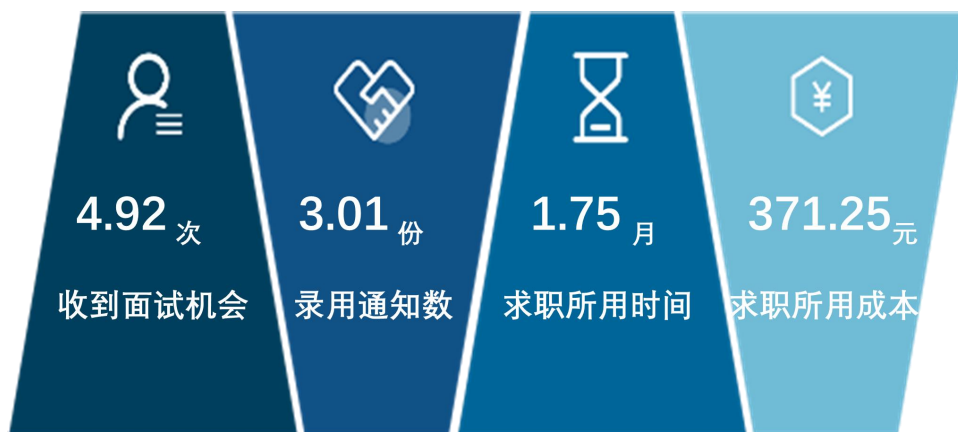 ¥
4.92 次
收到面试机会
3.01 份
录用通知数
1.75 月
求职所用时间
371.25元
求职所用成本